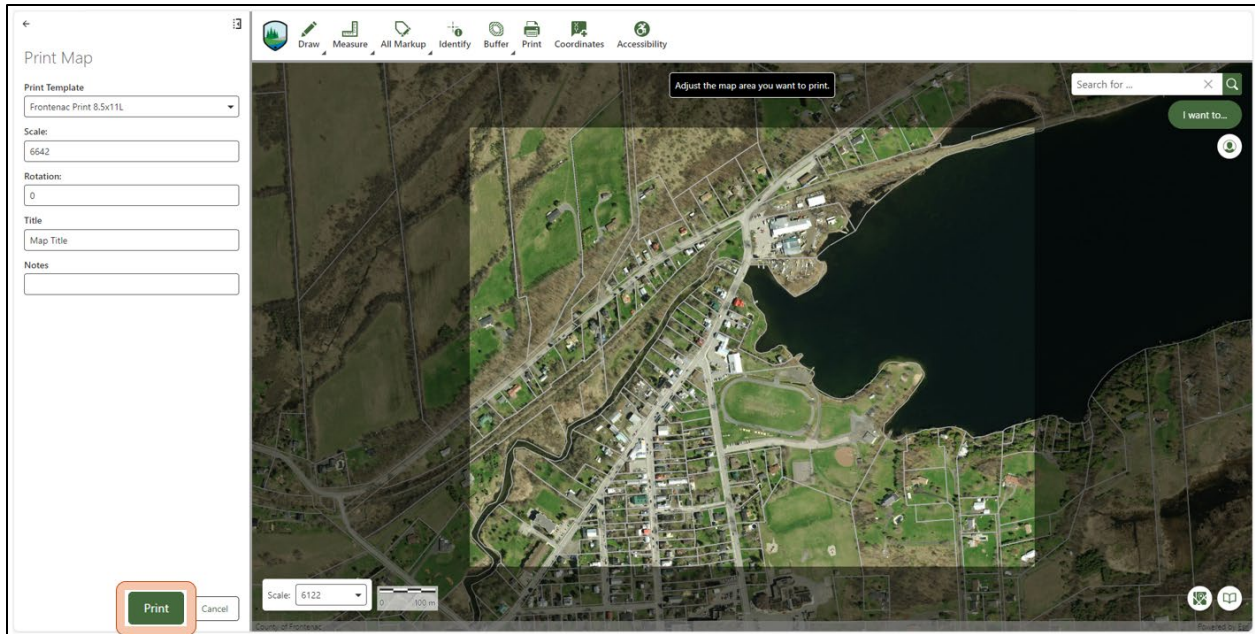 Print Map
Print Template
Frontenac Print 8.5x11L
Scale:
6642
Rotation:
0
Title
Map Title
Notes
Print
Cancel
Draw
Measure
All Markup
Identify
Buffer
Print
Coordinates
Accessibility
Adjust the map area you want to print.
Search for ...
I want to...
Scale:
6122
0
100 m
County of Frontenac
Powered by Esri